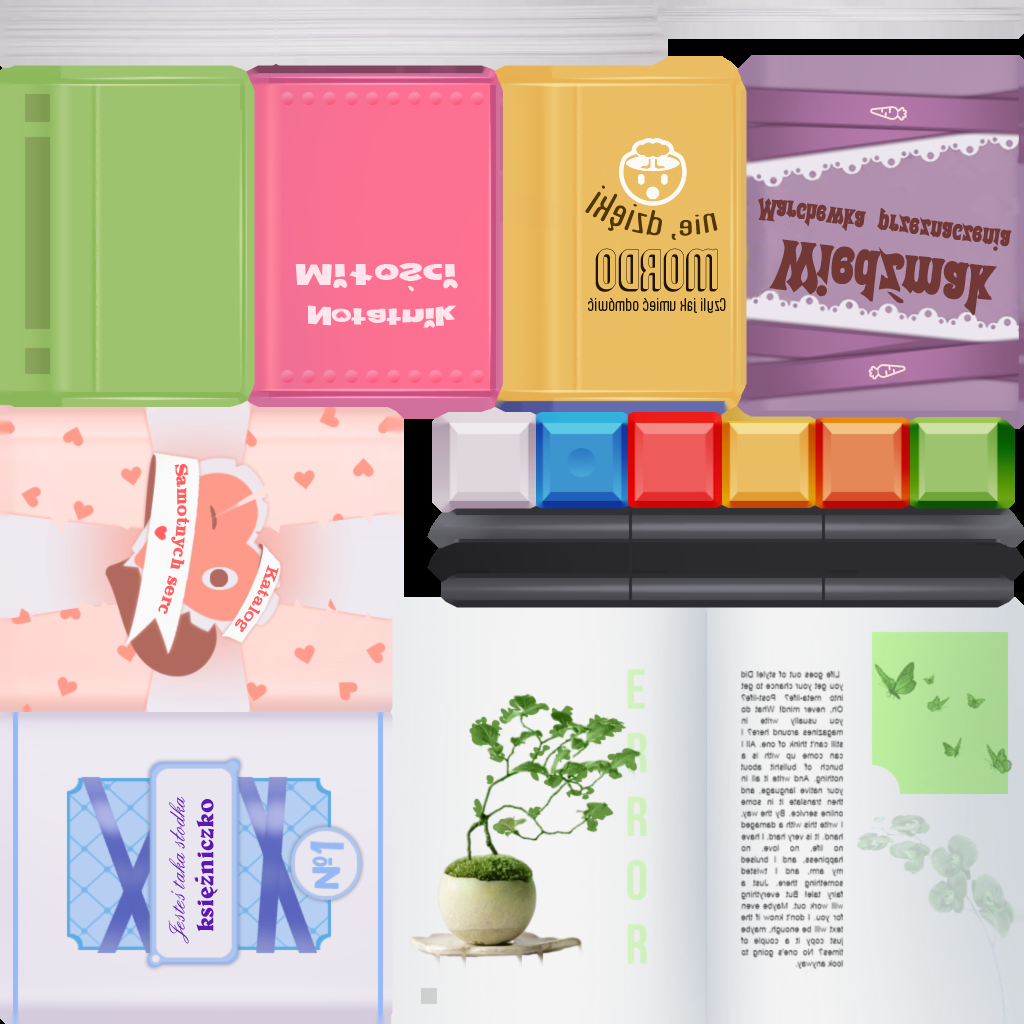 Notatnik
Miłości
nie, dzięki
MORDO
Czyli jak umieć odmówić
Wiedźmak
Warchewka przeznaczenia
Katalog
Samotnych serc
Jesteś taka słodka
księżniczko
№1
ERROR
Life goes out of style! Did
you get your chance to get
into meta-life? Post-life?
Oh, never mind! What do
you usually write in
magazines around here? I
still can't think of one. All I
can come up with is a
bunch of bullshit about
nothing. And write it all in
your native language, and
then translate it in some
online service. By the way,
I write this with a damaged
hand. It is very hard. I have
no life, no love, no
happiness, and I bruised
my arm, and I twisted
something there. Just a
fairy tale! But everything
will work out. Maybe even
for you. I don't know if the
text will be enough, maybe
just copy it a couple of
times? No one's going to
look anyway.